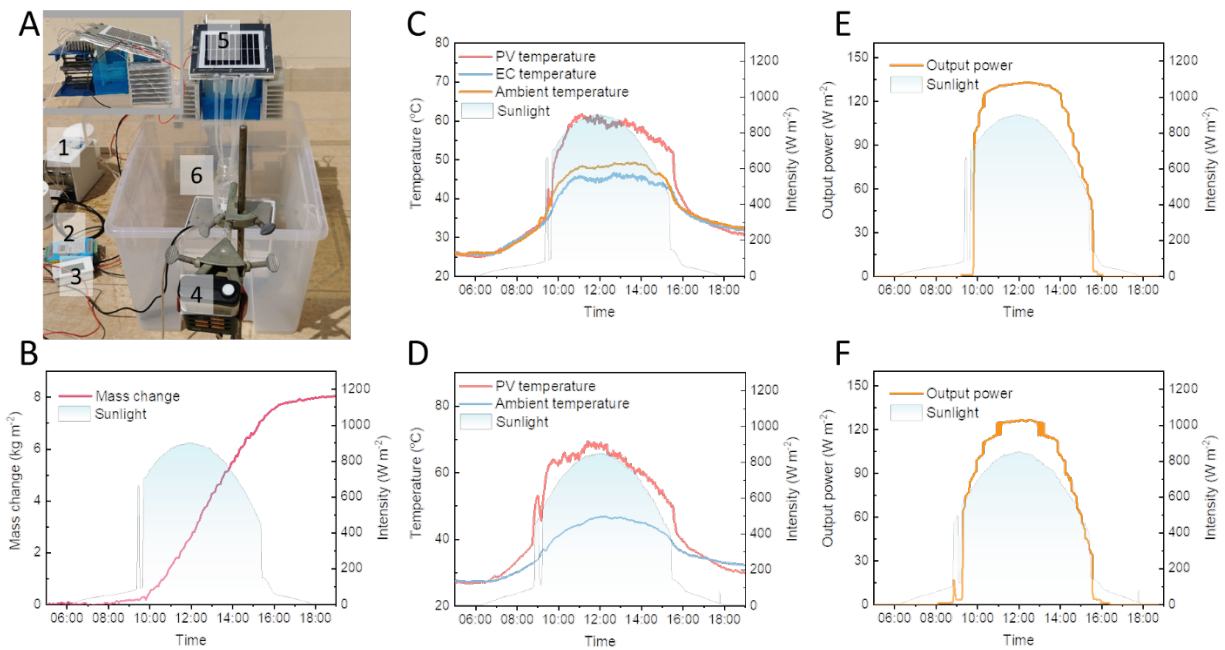 A
5
1
6
2
3
4
B
Mass change (kg m⁻²)
8
6
4
2
0
Mass change
Sunlight
1200
1000
800
600
400
200
0
Intensity (W m⁻²)
06:00 10:00 14:00 18:00
Time
C
Temperature (°C)
80
70
60
50
40
30
20
PV temperature
EC temperature
Ambient temperature
Sunlight
1200
1000
800
600
400
200
0
Intensity (W m⁻²)
06:00 08:00 10:00 12:00 14:00 16:00 18:00
Time
D
Temperature (°C)
80
60
40
20
PV temperature
Ambient temperature
Sunlight
1200
1000
800
600
400
200
0
Intensity (W m⁻²)
06:00 08:00 10:00 12:00 14:00 16:00 18:00
Time
E
Output power (W m⁻²)
150
120
90
60
30
0
Output power
Sunlight
1200
1000
800
600
400
200
0
Intensity (W m⁻²)
06:00 08:00 10:00 12:00 14:00 16:00 18:00
Time
F
Output power (W m⁻²)
150
120
90
60
30
0
Output power
Sunlight
1200
1000
800
600
400
200
0
Intensity (W m⁻²)
06:00 08:00 10:00 12:00 14:00 16:00 18:00
Time